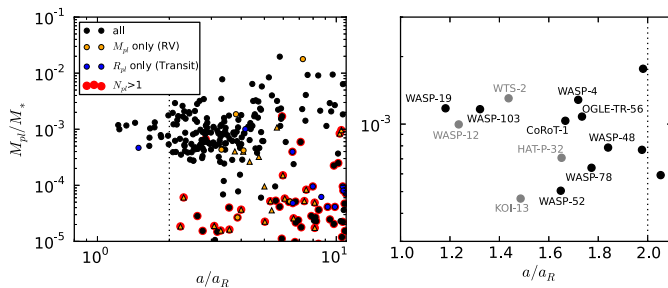 all
M_pl only (RV)
R_pl only (Transit)
N_pl>1
10^-1
10^-2
10^-3
10^-4
10^-5
M_pl/M_*
10^0
10^1
a/a_R
WTS-2
WASP-4
WASP-19
OGLE-TR-56
WASP-103
WASP-12
CoRoT-1
HAT-P-32
WASP-48
WASP-78
KOI-13
WASP-52
10^-3
1.0 1.2 1.4 1.6 1.8 2.0
a/a_R